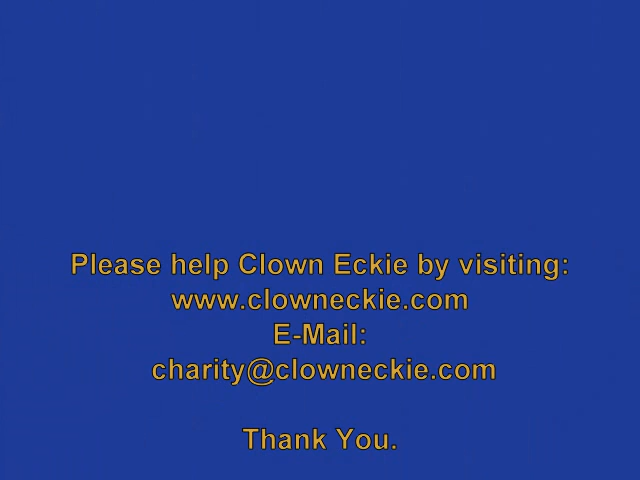 Please help Clown Eckie by visiting:
www.clowneckie.com
E-Mail:
charity@clowneckie.com
Thank You.